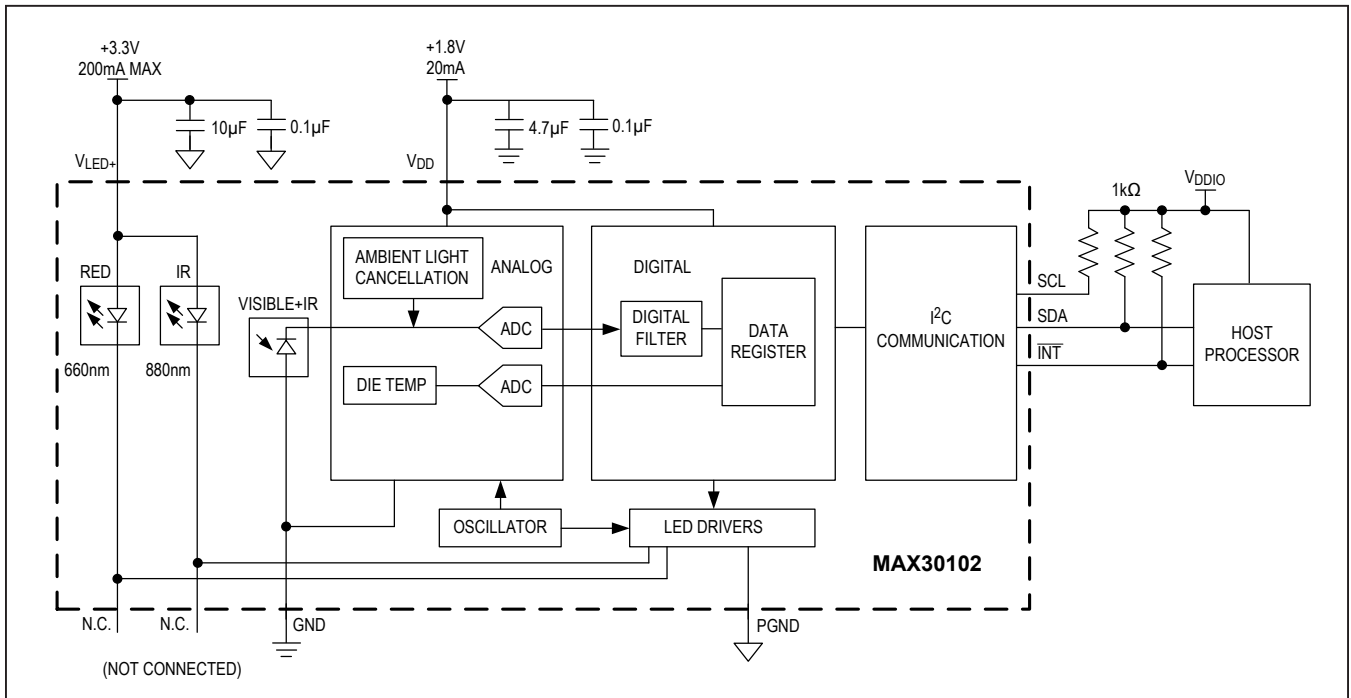 +3.3V
200mA MAX
+1.8V
20mA
10µF
0.1µF
4.7µF
0.1µF
VLED+
VDD
1kΩ
VDDIO
RED
IR
660nm
880nm
VISIBLE+IR
AMBIENT LIGHT
CANCELLATION
ANALOG
ADC
DIE TEMP
ADC
DIGITAL
DIGITAL
FILTER
DATA
REGISTER
I²C
COMMUNICATION
SCL
SDA
INT
HOST
PROCESSOR
OSCILLATOR
LED DRIVERS
MAX30102
N.C.
N.C.
GND
PGND
(NOT CONNECTED)